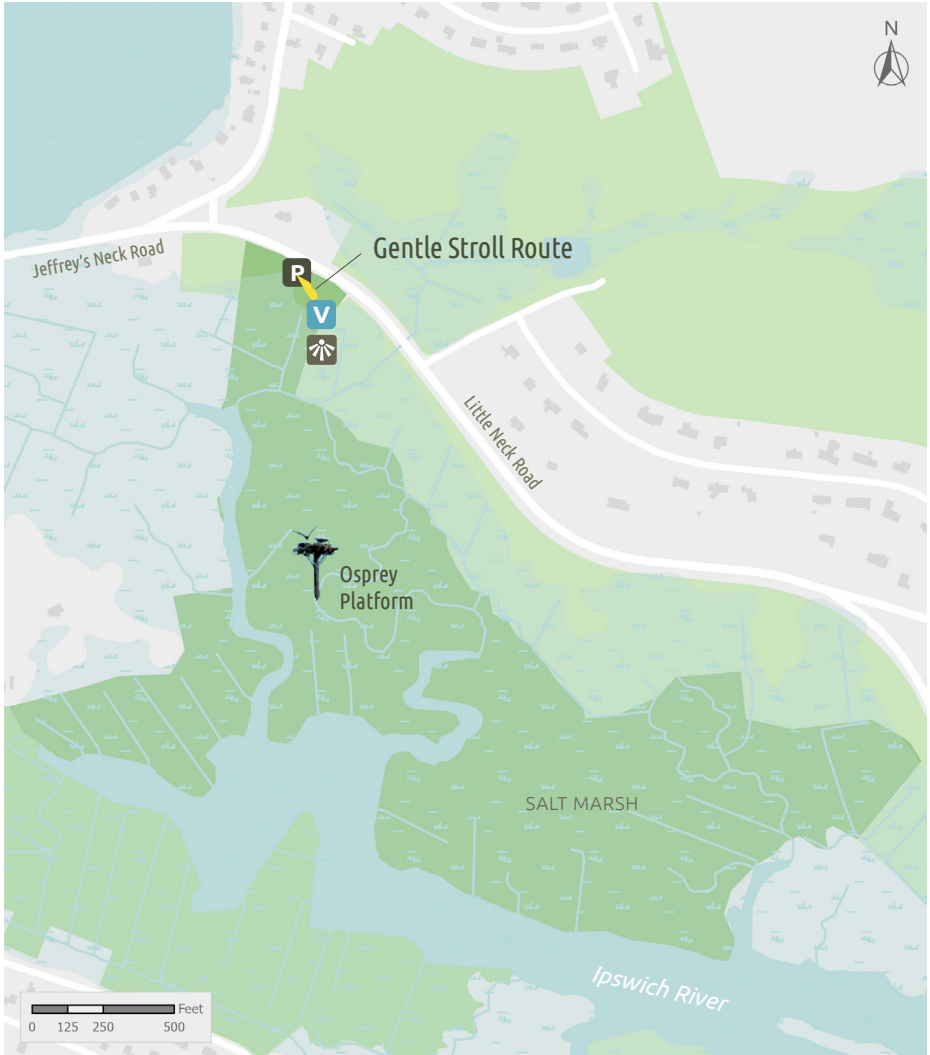 N
Gentle Stroll Route
Jeffrey's Neck Road
P
V
Little Neck Road
Osprey
Platform
SALT MARSH
Ipswich River
Feet
0 125 250 500